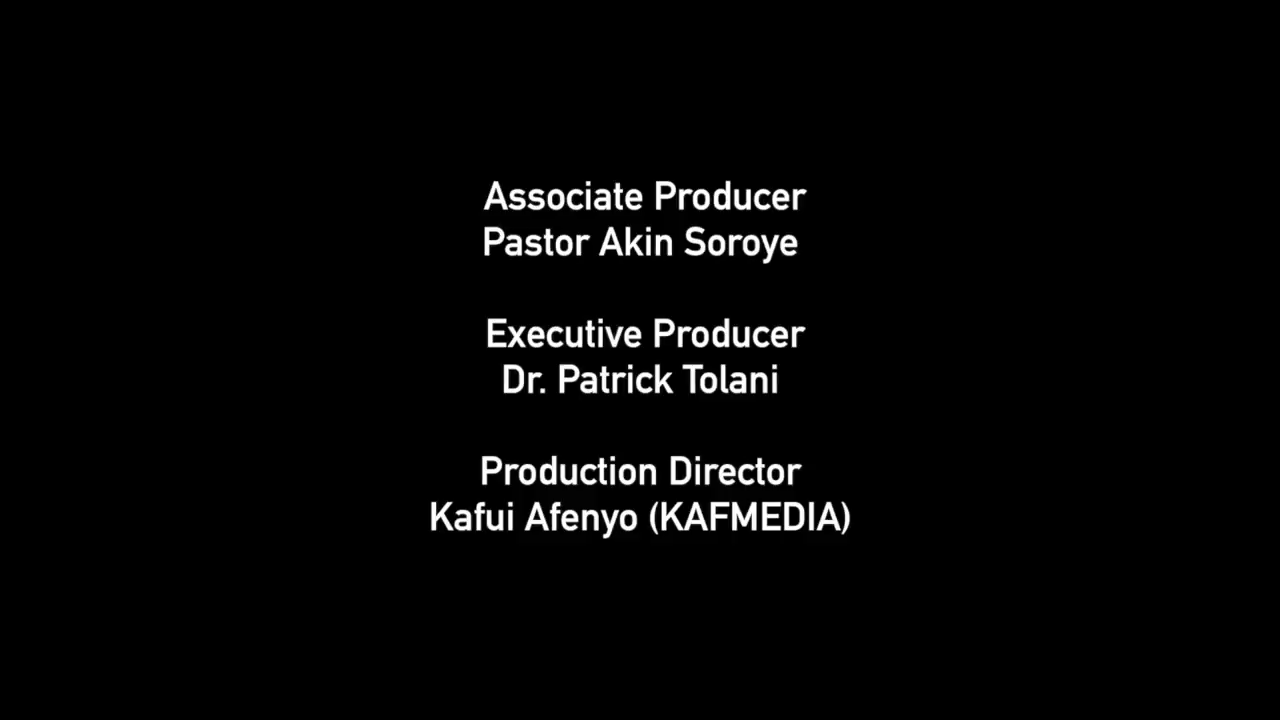 Associate Producer
Pastor Akin Soroye
Executive Producer
Dr. Patrick Tolani
Production Director
Kafui Afenyo (KAFMEDIA)